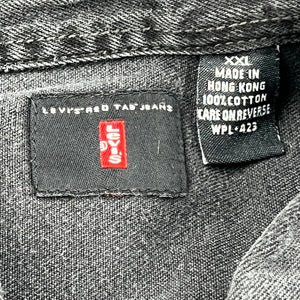 LEVI'S RED TAB JEANS
LEVI'S
®
XXL
MADE IN
HONG KONG
100% COTTON
CARE ON REVERSE
WPL • 423